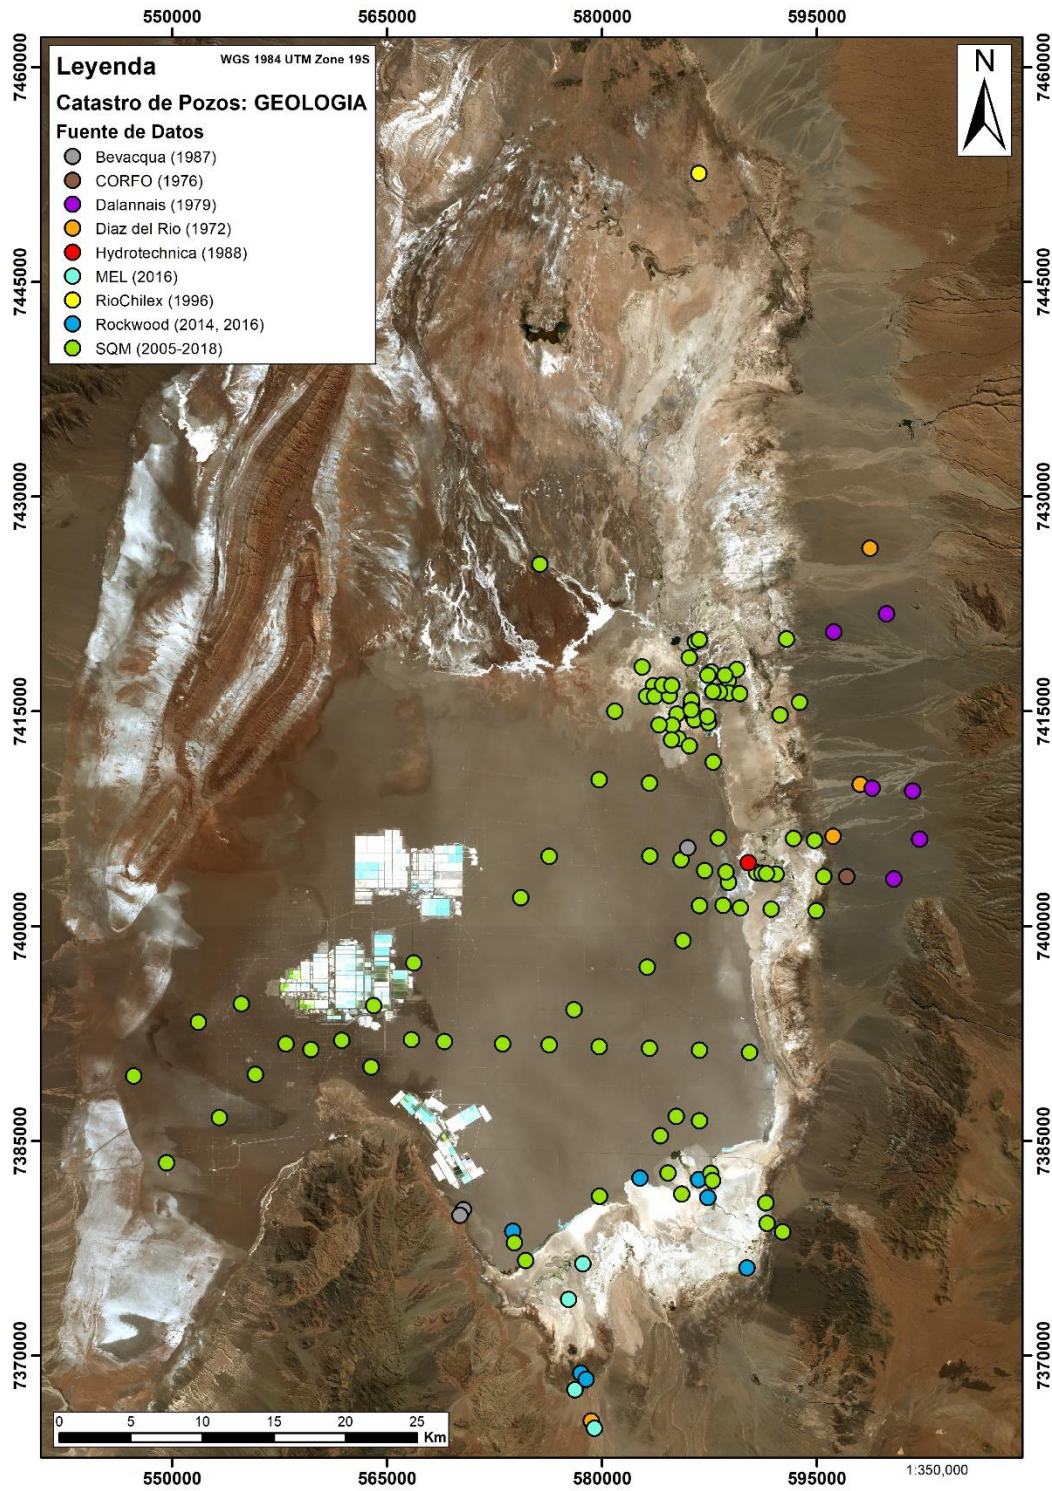 550000 565000 580000 595000
Leyenda WGS 1984 UTM Zone 19S
Catastro de Pozos: GEOLOGIA
Fuente de Datos
Bevacqua (1987)
CORFO (1976)
Dalannais (1979)
Diaz del Rio (1972)
Hydrotechnica (1988)
MEL (2016)
RioChilex (1996)
Rockwood (2014, 2016)
SQM (2005-2018)
N
7460000 7460000
7445000 7445000
7430000 7430000
7415000 7415000
7400000 7400000
7385000 7385000
7370000 7370000
0 5 10 15 20 25
Km
550000 565000 580000 595000
1:350,000